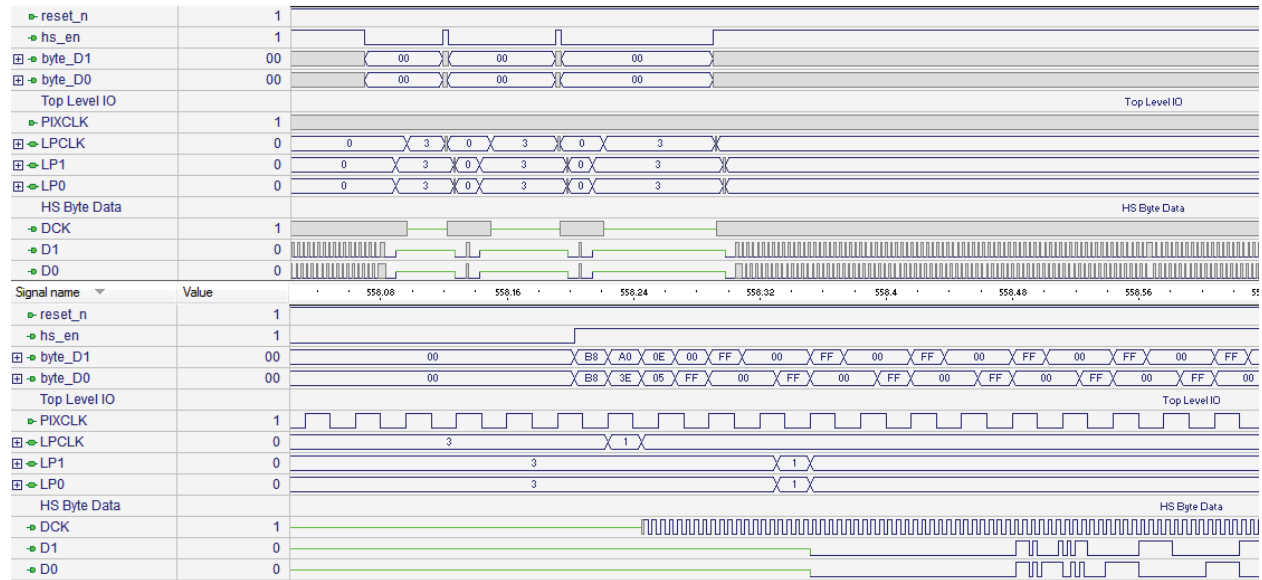 reset_n 1
hs_en 1
byte_D1 00 00 00 00
byte_D0 00 00 00 00
Top Level IO Top Level IO
PIXCLK 1
LPCLK 0 0 3 0 3 0 3
LP1 0 0 3 0 3 0 3
LP0 0 0 3 0 3 0 3
HS Byte Data HS Byte Data
DCK 1
D1 0
D0 0
Signal name Value 558.08 558.16 558.24 558.32 558.4 558.48 558.56
reset_n 1
hs_en 1
byte_D1 00 00 B8 A0 0E 00 FF 00 FF 00 FF 00 FF 00 FF 00 FF
byte_D0 00 00 B8 3E 05 FF 00 FF 00 FF 00 FF 00 FF 00 FF 00
Top Level IO Top Level IO
PIXCLK 1
LPCLK 0 3 1
LP1 0 3 1
LP0 0 3 1
HS Byte Data HS Byte Data
DCK 1
D1 0
D0 0